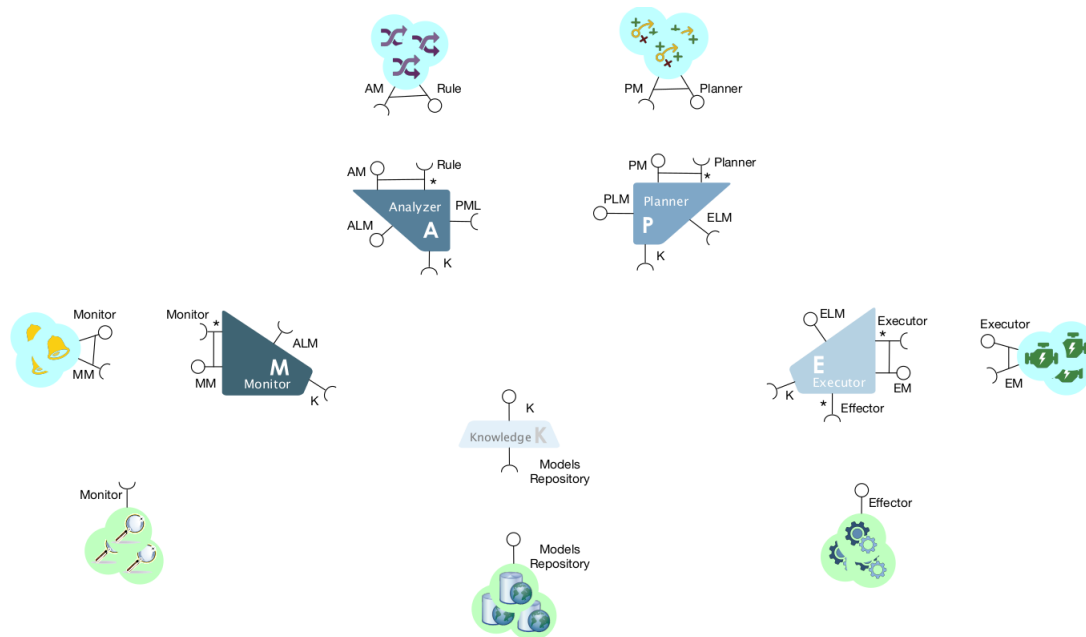 AM
Rule
PM
Planner
AM
Rule
*
Analyzer
A
PML
ALM
K
PM
Planner
*
PLM
Planner
P
ELM
K
Monitor
MM
Monitor
*
MM
M
Monitor
ALM
K
ELM
Executor
*
E
Executor
K
EM
*
Effector
Executor
EM
K
Knowledge K
Models
Repository
Monitor
Effector
Models
Repository